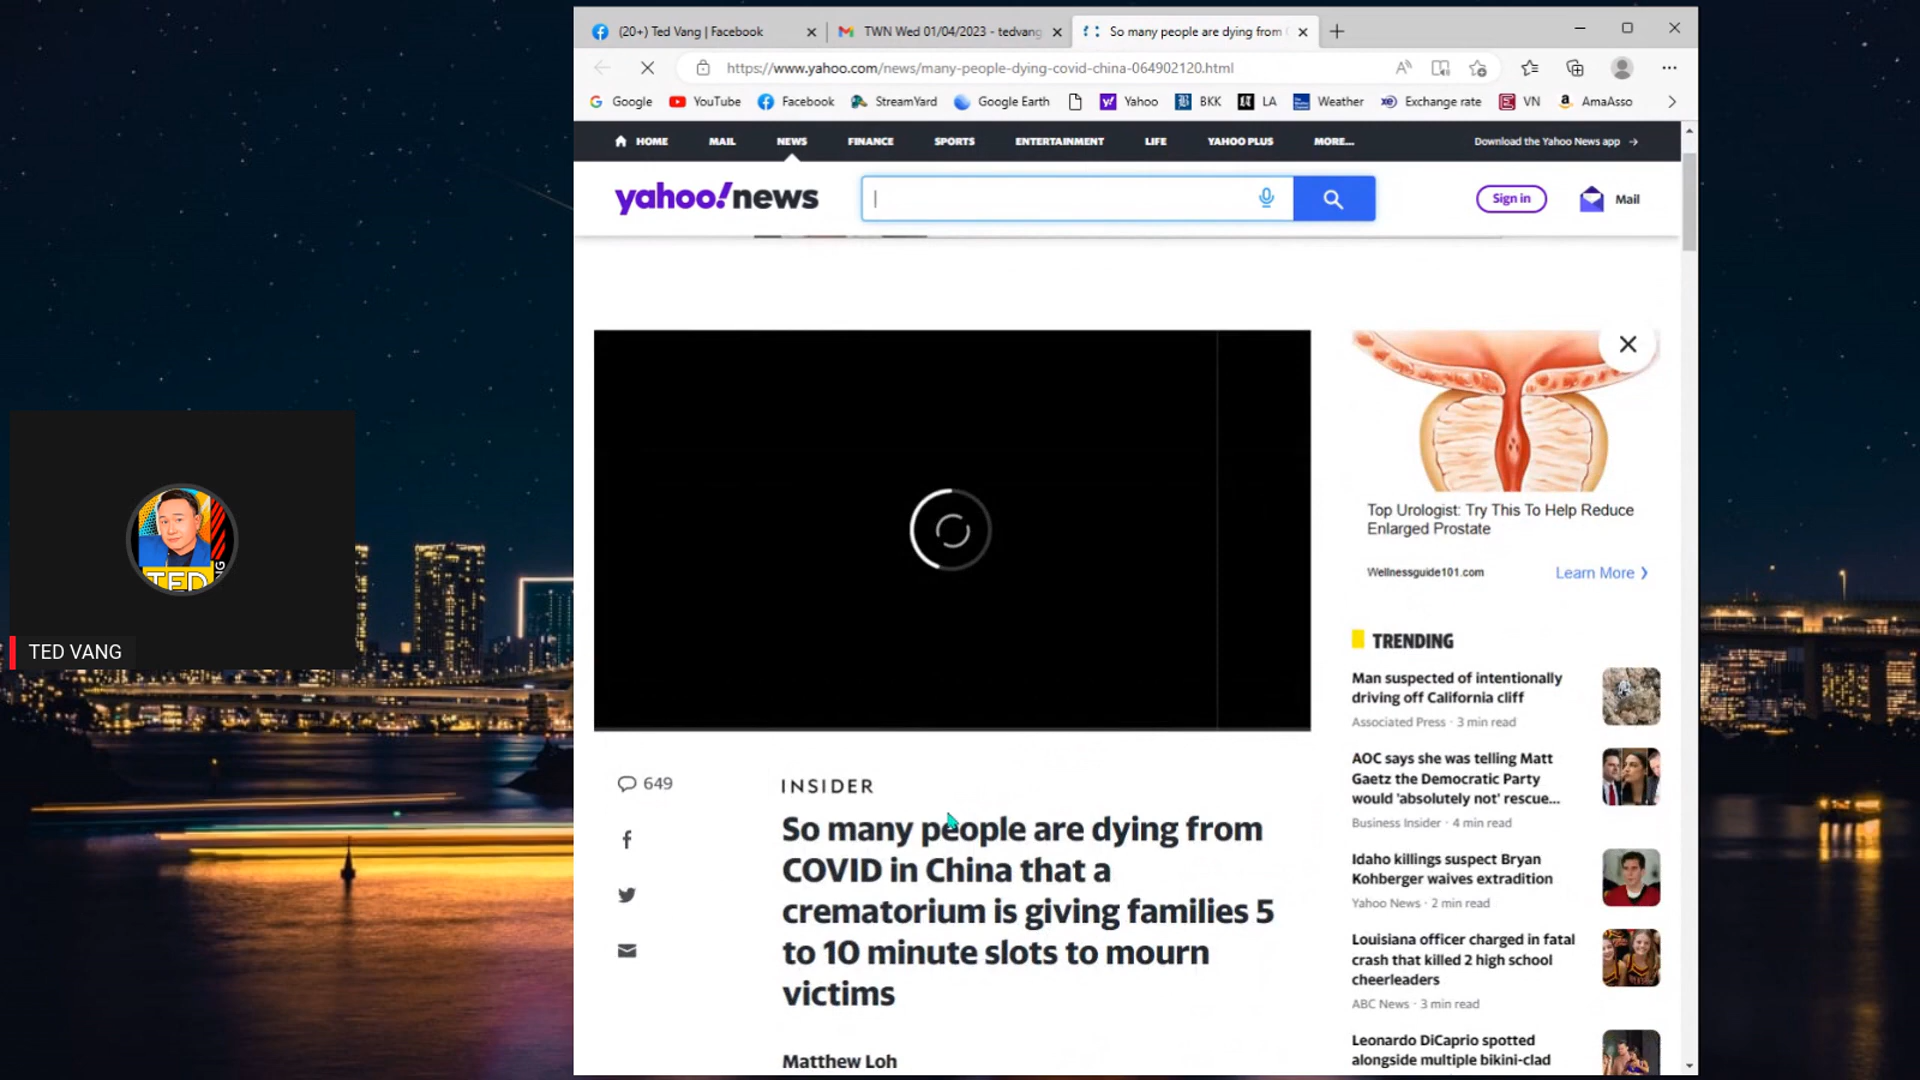 (20+) Ted Vang | Facebook
TWN Wed 01/04/2023 - tedvang
So many people are dying from
https://www.yahoo.com/news/many-people-dying-covid-china-064902120.html
Google YouTube Facebook StreamYard Google Earth Yahoo BKK LA Weather Exchange rate VN AmaAsso
HOME MAIL NEWS FINANCE SPORTS ENTERTAINMENT LIFE YAHOO PLUS MORE... Download the Yahoo News app →
yahoo!news
Sign in
Mail
Top Urologist: Try This To Help Reduce
Enlarged Prostate
Wellnessguide101.com
Learn More ❯
TED
TED VANG
TRENDING
Man suspected of intentionally
driving off California cliff
Associated Press · 3 min read
AOC says she was telling Matt
Gaetz the Democratic Party
would 'absolutely not' rescue...
Business Insider · 4 min read
Idaho killings suspect Bryan
Kohberger waives extradition
Yahoo News · 2 min read
Louisiana officer charged in fatal
crash that killed 2 high school
cheerleaders
ABC News · 3 min read
Leonardo DiCaprio spotted
alongside multiple bikini-clad
649
INSIDER
So many people are dying from
COVID in China that a
crematorium is giving families 5
to 10 minute slots to mourn
victims
Matthew Loh